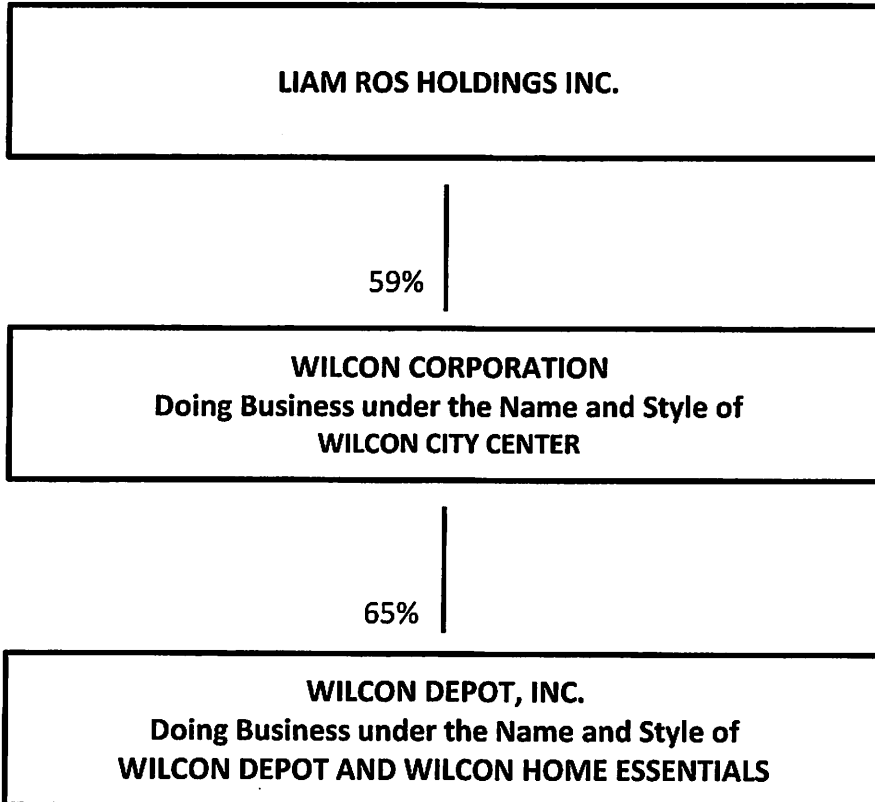 LIAM ROS HOLDINGS INC.
59%
WILCON CORPORATION
Doing Business under the Name and Style of
WILCON CITY CENTER
65%
WILCON DEPOT, INC.
Doing Business under the Name and Style of
WILCON DEPOT AND WILCON HOME ESSENTIALS